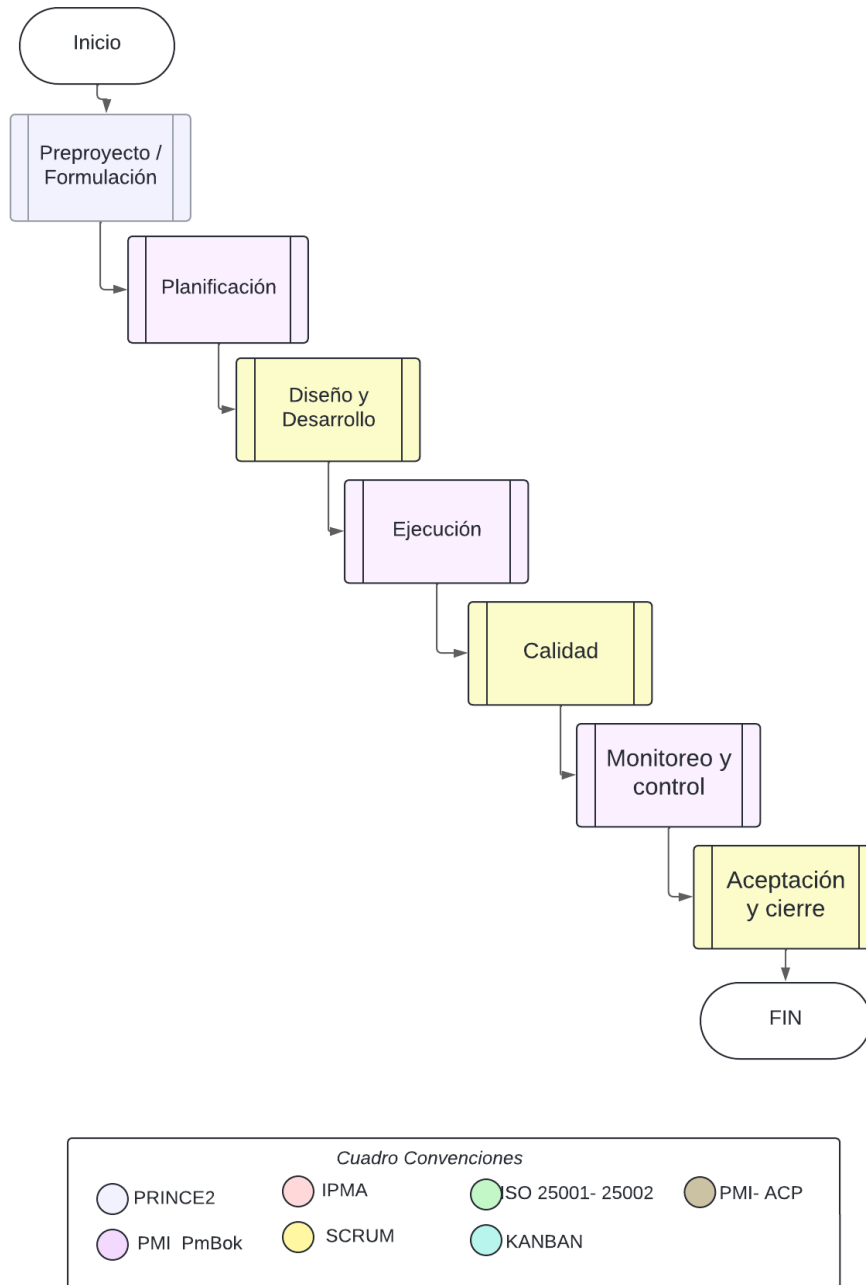 Inicio
Preproyecto /
Formulación
Planificación
Diseño y
Desarrollo
Ejecución
Calidad
Monitoreo y
control
Aceptación
y cierre
FIN
Cuadro Convenciones
PRINCE2
IPMA
ISO 25001- 25002
PMI- ACP
PMI PmBok
SCRUM
KANBAN